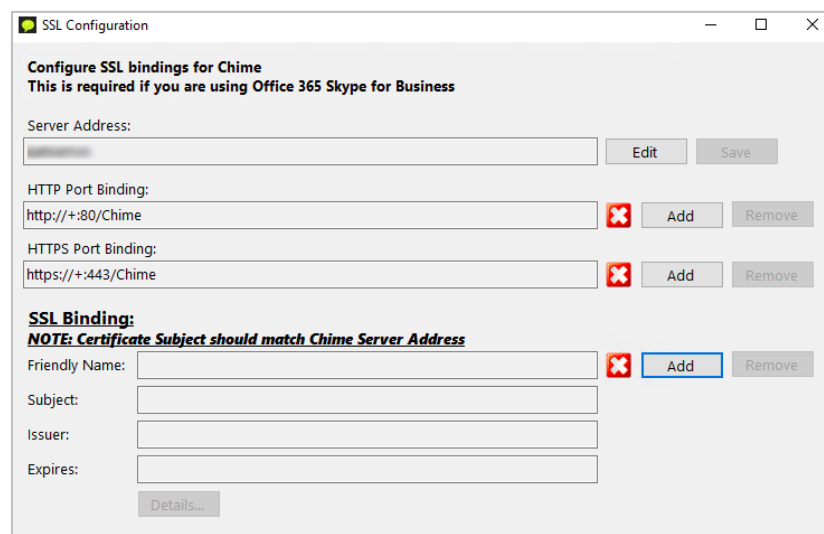 SSL Configuration
Configure SSL bindings for Chime
This is required if you are using Office 365 Skype for Business
Server Address:
Edit Save
HTTP Port Binding:
http://+:80/Chime Add Remove
HTTPS Port Binding:
https://+:443/Chime Add Remove
SSL Binding:
NOTE: Certificate Subject should match Chime Server Address
Friendly Name: Add Remove
Subject:
Issuer:
Expires:
Details...